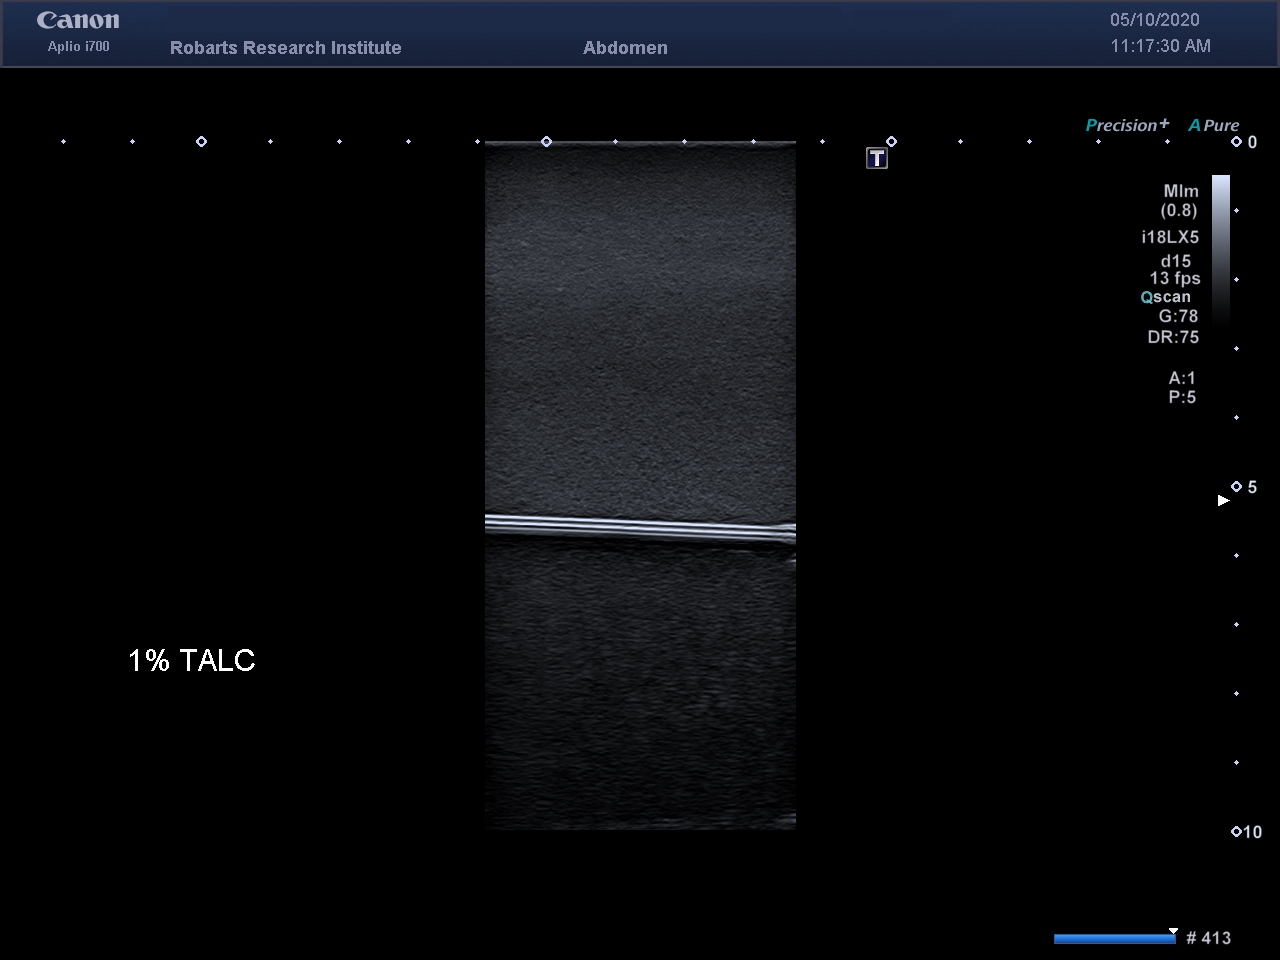 Canon
Aplio i700
Robarts Research Institute
Abdomen
05/10/2020
11:17:30 AM
Precision+ APure
T
0
MIm
(0.8)
i18LX5
d15
13 fps
Qscan
G:78
DR:75
A:1
P:5
5
1% TALC
10
# 413